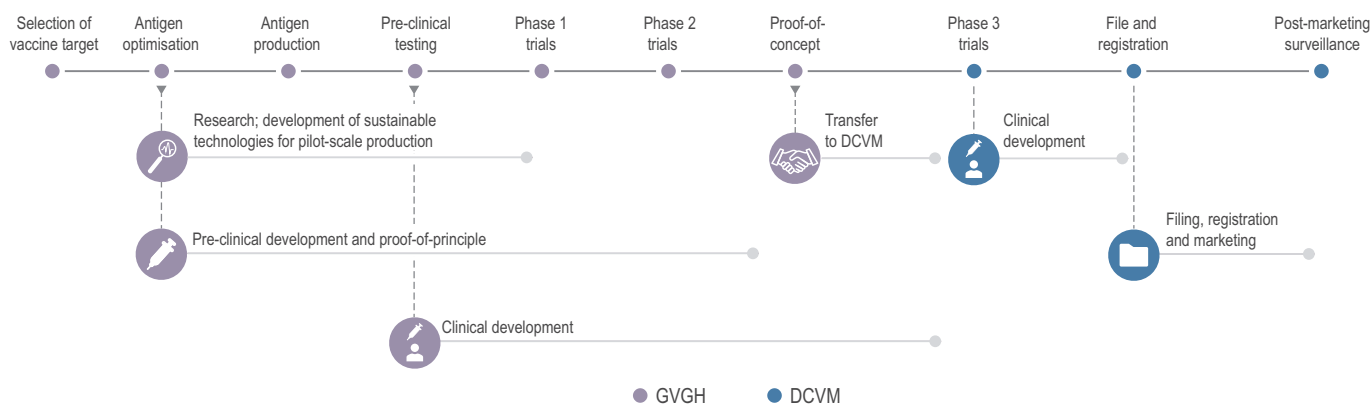 Selection of
vaccine target
Antigen
optimisation
Antigen
production
Pre-clinical
testing
Phase 1
trials
Phase 2
trials
Proof-of-
concept
Phase 3
trials
File and
registration
Post-marketing
surveillance
Research; development of sustainable
technologies for pilot-scale production
Transfer
to DCVM
Clinical
development
Pre-clinical development and proof-of-principle
Filing, registration
and marketing
Clinical development
GVGH
DCVM